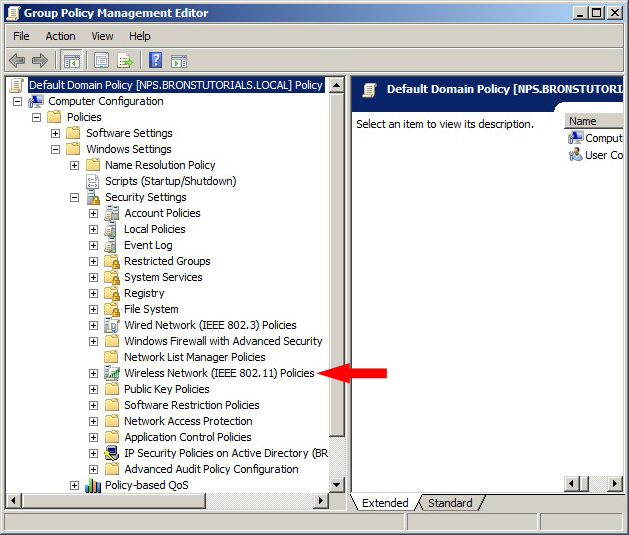 Group Policy Management Editor
File Action View Help
Default Domain Policy [NPS.BRONSTUTORIALS.LOCAL] Policy
Computer Configuration
Policies
Software Settings
Windows Settings
Name Resolution Policy
Scripts (Startup/Shutdown)
Security Settings
Account Policies
Local Policies
Event Log
Restricted Groups
System Services
Registry
File System
Wired Network (IEEE 802.3) Policies
Windows Firewall with Advanced Security
Network List Manager Policies
Wireless Network (IEEE 802.11) Policies
Public Key Policies
Software Restriction Policies
Network Access Protection
Application Control Policies
IP Security Policies on Active Directory (BR
Advanced Audit Policy Configuration
Policy-based QoS
Default Domain Policy [NPS.BRONSTUTORIA
Select an item to view its description.
Name
Comput
User Co
Extended Standard